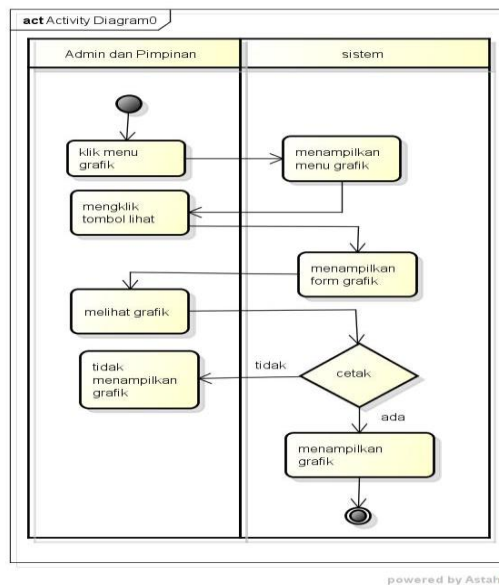 act Activity Diagram0
Admin dan Pimpinan
sistem
klik menu
grafik
menampilkan
menu grafik
mengklik
tombol lihat
menampilkan
form grafik
melihat grafik
cetak
tidak
tidak
menampilkan
grafik
ada
menampilkan
grafik
powered by Astah